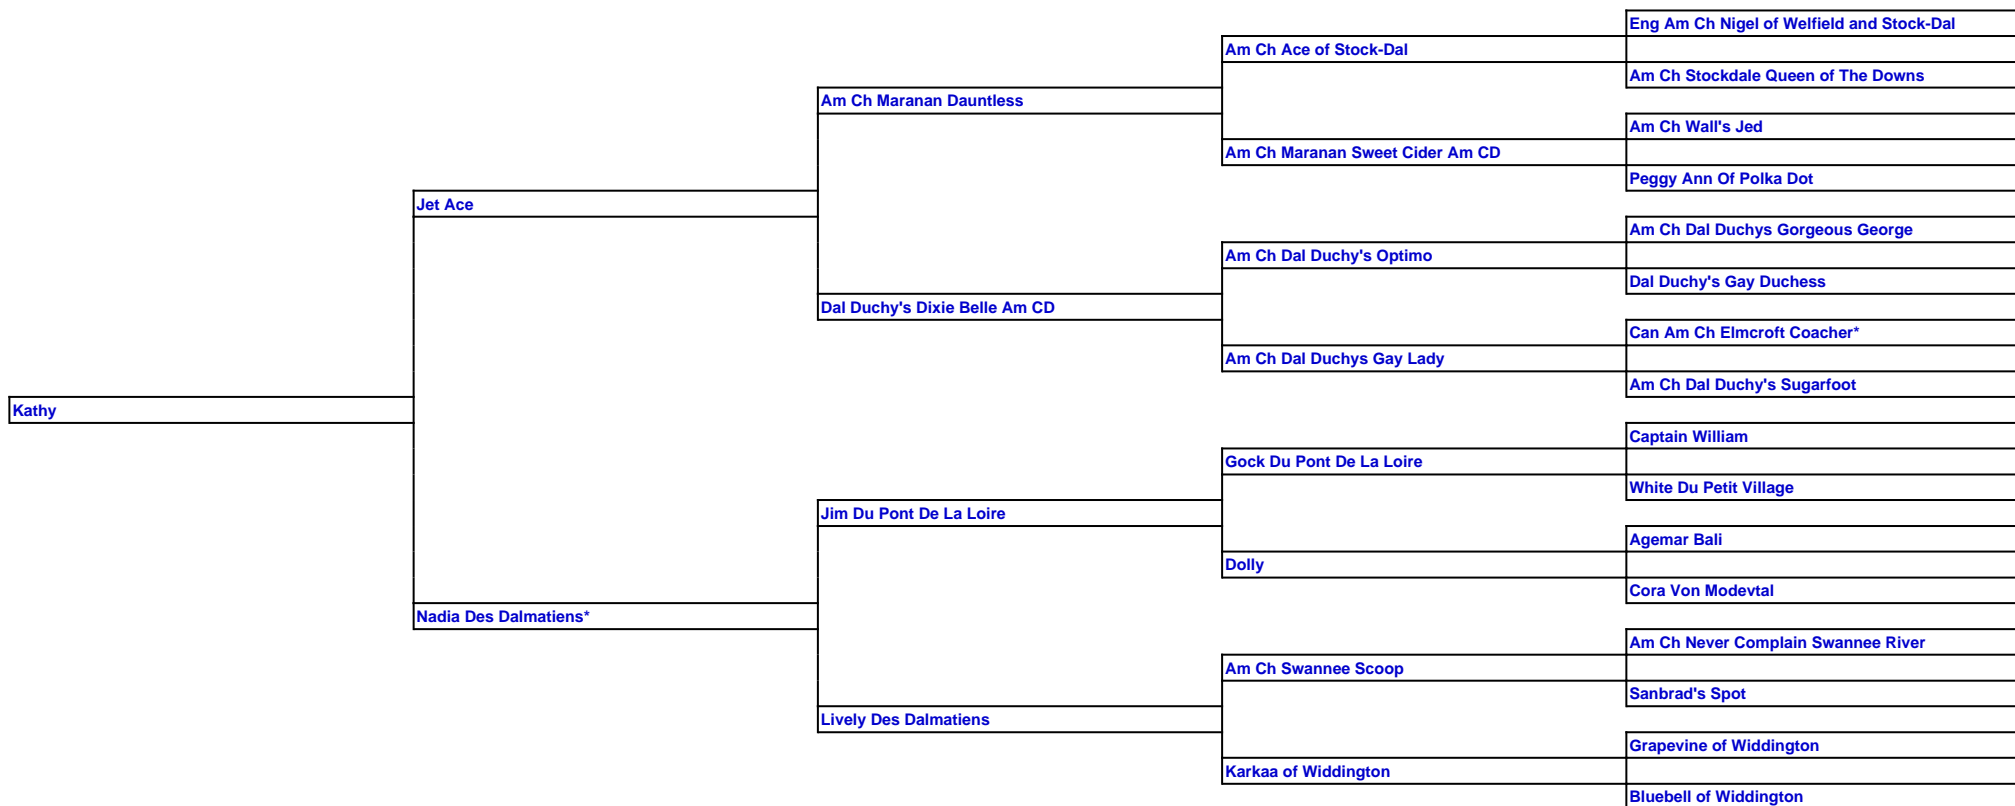 Eng Am Ch Nigel of Welfield and Stock-Dal
Am Ch Ace of Stock-Dal
Am Ch Stockdale Queen of The Downs
Am Ch Maranan Dauntless
Am Ch Wall's Jed
Am Ch Maranan Sweet Cider Am CD
Peggy Ann Of Polka Dot
Jet Ace
Am Ch Dal Duchys Gorgeous George
Am Ch Dal Duchy's Optimo
Dal Duchy's Gay Duchess
Dal Duchy's Dixie Belle Am CD
Can Am Ch Elmcroft Coacher*
Am Ch Dal Duchys Gay Lady
Am Ch Dal Duchy's Sugarfoot
Kathy
Captain William
Gock Du Pont De La Loire
White Du Petit Village
Jim Du Pont De La Loire
Agemar Bali
Dolly
Cora Von Modevtal
Nadia Des Dalmatiens*
Am Ch Never Complain Swannee River
Am Ch Swannee Scoop
Sanbrad's Spot
Lively Des Dalmatiens
Grapevine of Widdington
Karkaa of Widdington
Bluebell of Widdington